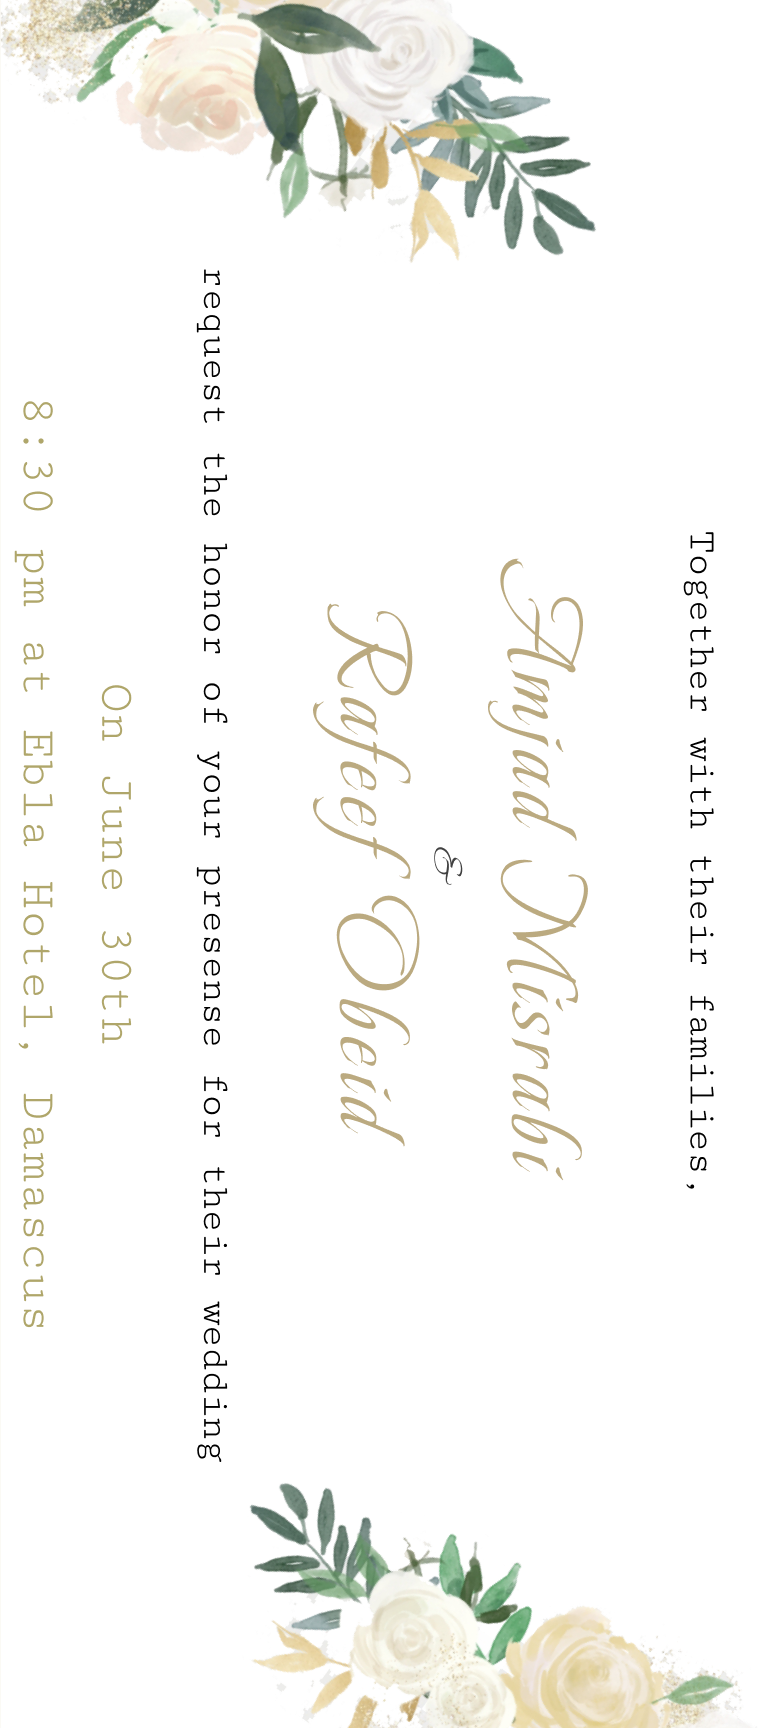 Together with their families,
Amjad Misrabi
&
Rafeef Obeid
request the honor of your presense for their wedding
On June 30th
8:30 pm at Ebla Hotel, Damascus